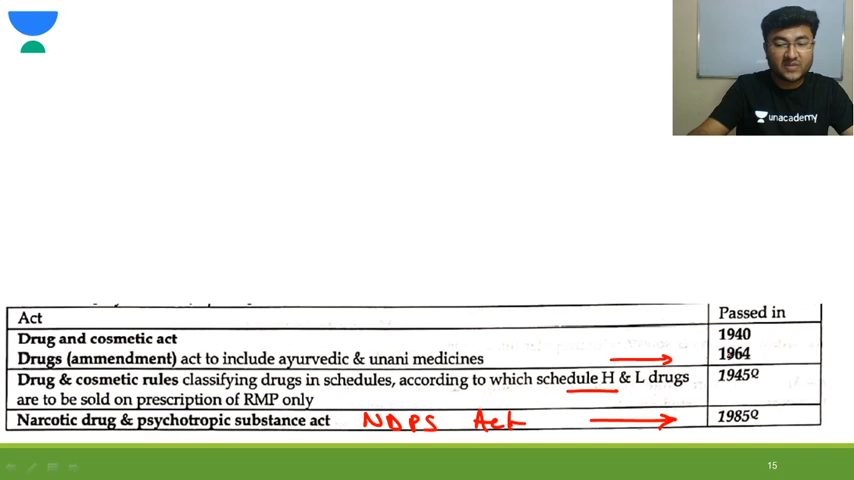 unacademy
Act Passed in
Drug and cosmetic act 1940
Drugs (ammendment) act to include ayurvedic & unani medicines 1964
Drug & cosmetic rules classifying drugs in schedules, according to which schedule H & L drugs 1945Q
are to be sold on prescription of RMP only
Narcotic drug & psychotropic substance act NDPS Act 1985Q
15